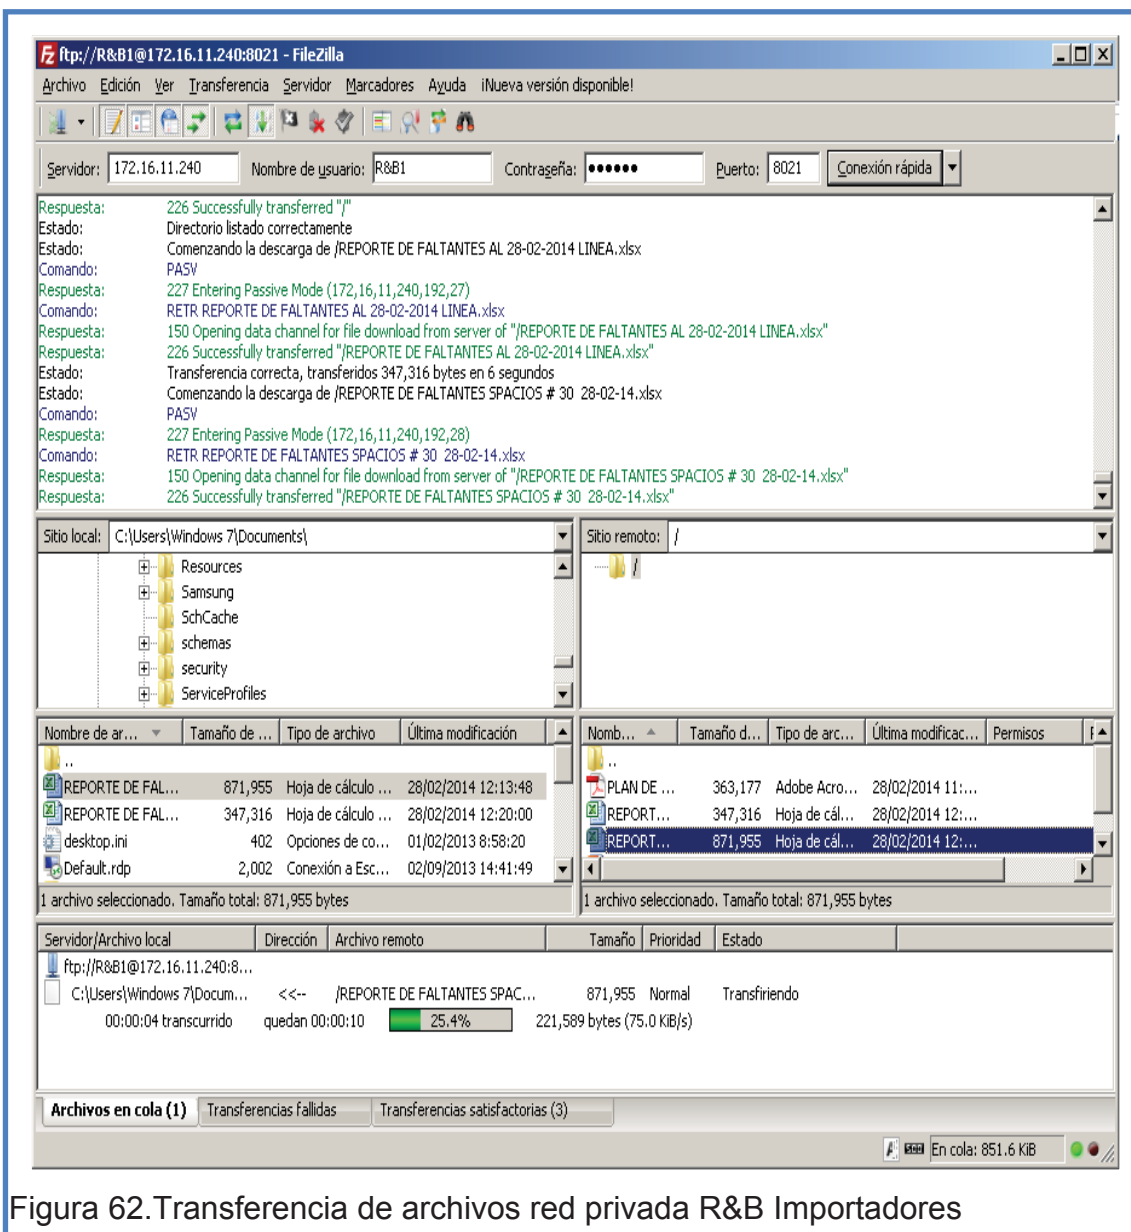 ftp://R&B1@172.16.11.240:8021 - FileZilla
Archivo Edición Ver Transferencia Servidor Marcadores Ayuda ¡Nueva versión disponible!
Servidor: 172.16.11.240 Nombre de usuario: R&B1 Contraseña: ●●●●●● Puerto: 8021 Conexión rápida
Respuesta: 226 Successfully transferred "/"
Estado: Directorio listado correctamente
Estado: Comenzando la descarga de /REPORTE DE FALTANTES AL 28-02-2014 LINEA.xlsx
Comando: PASV
Respuesta: 227 Entering Passive Mode (172,16,11,240,192,27)
Comando: RETR REPORTE DE FALTANTES AL 28-02-2014 LINEA.xlsx
Respuesta: 150 Opening data channel for file download from server of "/REPORTE DE FALTANTES AL 28-02-2014 LINEA.xlsx"
Respuesta: 226 Successfully transferred "/REPORTE DE FALTANTES AL 28-02-2014 LINEA.xlsx"
Estado: Transferencia correcta, transferidos 347,316 bytes en 6 segundos
Estado: Comenzando la descarga de /REPORTE DE FALTANTES SPACIOS # 30 28-02-14.xlsx
Comando: PASV
Respuesta: 227 Entering Passive Mode (172,16,11,240,192,28)
Comando: RETR REPORTE DE FALTANTES SPACIOS # 30 28-02-14.xlsx
Respuesta: 150 Opening data channel for file download from server of "/REPORTE DE FALTANTES SPACIOS # 30 28-02-14.xlsx"
Respuesta: 226 Successfully transferred "/REPORTE DE FALTANTES SPACIOS # 30 28-02-14.xlsx"
Sitio local: C:\Users\Windows 7\Documents\
Resources
Samsung
SchCache
schemas
security
ServiceProfiles
Sitio remoto: /
/
Nombre de ar... Tamaño de ... Tipo de archivo Última modificación
..
REPORTE DE FAL... 871,955 Hoja de cálculo ... 28/02/2014 12:13:48
REPORTE DE FAL... 347,316 Hoja de cálculo ... 28/02/2014 12:20:00
desktop.ini 402 Opciones de co... 01/02/2013 8:58:20
Default.rdp 2,002 Conexión a Esc... 02/09/2013 14:41:49
1 archivo seleccionado. Tamaño total: 871,955 bytes
Nomb... Tamaño d... Tipo de arc... Última modificac... Permisos
..
PLAN DE ... 363,177 Adobe Acro... 28/02/2014 11:...
REPORT... 347,316 Hoja de cál... 28/02/2014 12:...
REPORT... 871,955 Hoja de cál... 28/02/2014 12:...
1 archivo seleccionado. Tamaño total: 871,955 bytes
Servidor/Archivo local Dirección Archivo remoto Tamaño Prioridad Estado
ftp://R&B1@172.16.11.240:8...
C:\Users\Windows 7\Docum... <<-- /REPORTE DE FALTANTES SPAC... 871,955 Normal Transfiriendo
00:00:04 transcurrido quedan 00:00:10 25.4% 221,589 bytes (75.0 KiB/s)
Archivos en cola (1) Transferencias fallidas Transferencias satisfactorias (3)
En cola: 851.6 KiB
Figura 62.Transferencia de archivos red privada R&B Importadores